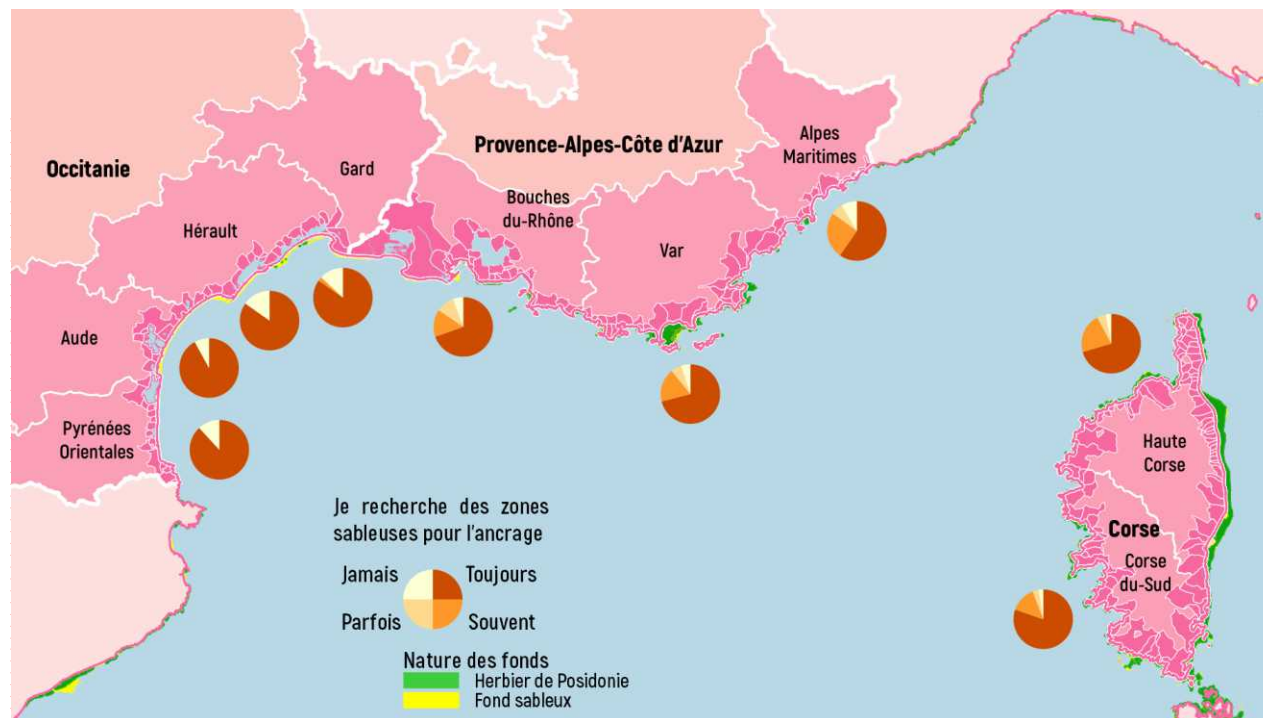 Occitanie
Provence-Alpes-Côte d'Azur
Alpes
Maritimes
Gard
Bouches
du-Rhône
Hérault
Var
Aude
Pyrénées
Orientales
Haute
Corse
Corse
Corse
du-Sud
Je recherche des zones
sableuses pour l'ancrage
Jamais Toujours
Parfois Souvent
Nature des fonds
Herbier de Posidonie
Fond sableux